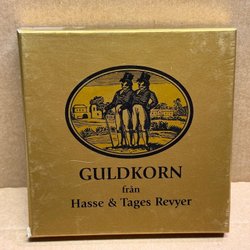 GULDKORN
från
Hasse & Tages Revyer